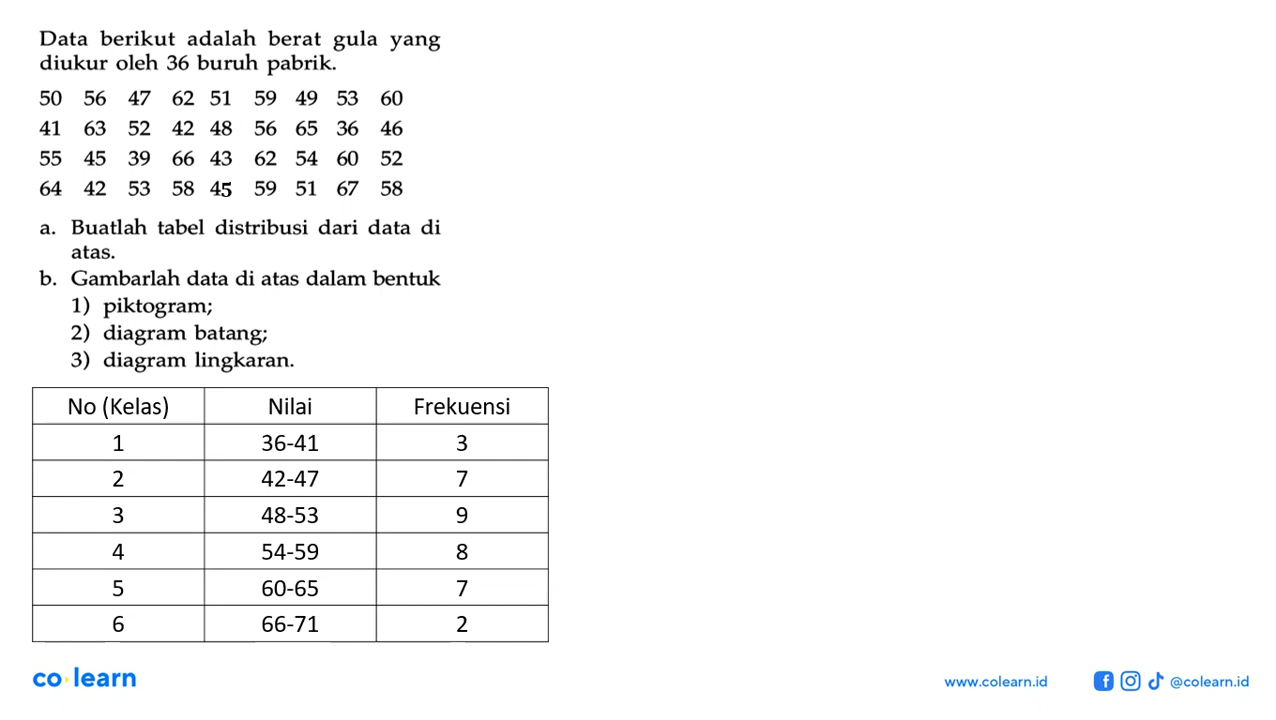 Data berikut adalah berat gula yang
diukur oleh 36 buruh pabrik.
50 56 47 62 51 59 49 53 60
41 63 52 42 48 56 65 36 46
55 45 39 66 43 62 54 60 52
64 42 53 58 45 59 51 67 58
a. Buatlah tabel distribusi dari data di
atas.
b. Gambarlah data di atas dalam bentuk
1) piktogram;
2) diagram batang;
3) diagram lingkaran.
No (Kelas) Nilai Frekuensi
1 36-41 3
2 42-47 7
3 48-53 9
4 54-59 8
5 60-65 7
6 66-71 2
co learn
www.colearn.id @colearn.id